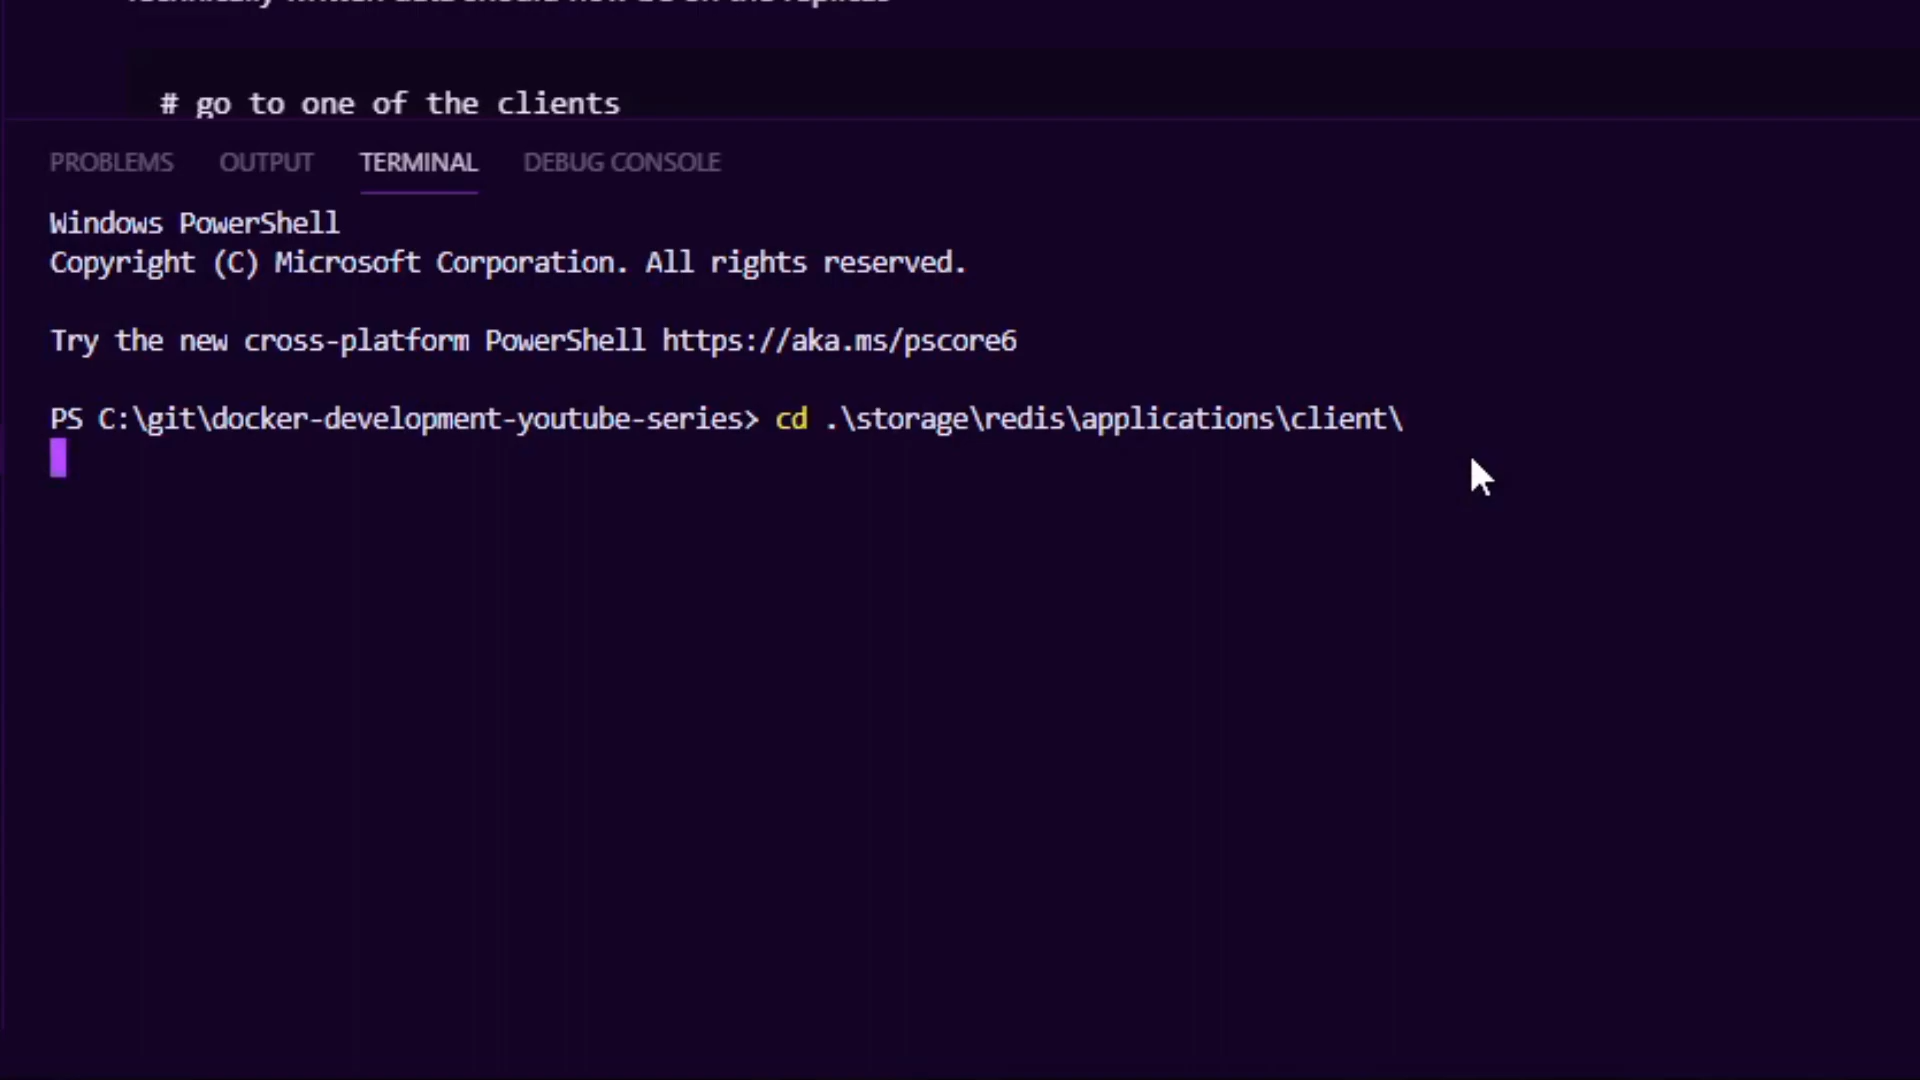 # go to one of the clients
PROBLEMS OUTPUT TERMINAL DEBUG CONSOLE
Windows PowerShell
Copyright (C) Microsoft Corporation. All rights reserved.
Try the new cross-platform PowerShell https://aka.ms/pscore6
PS C:\git\docker-development-youtube-series> cd .\storage\redis\applications\client\